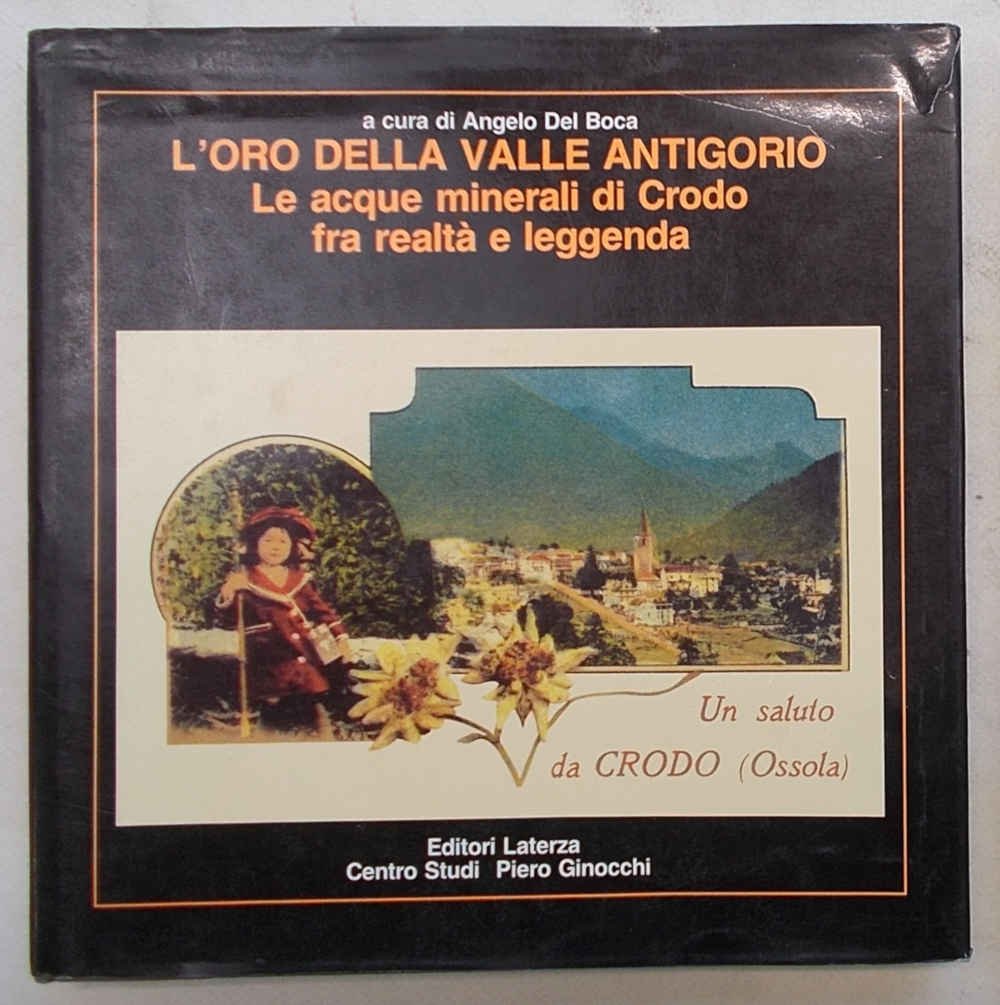 a cura di Angelo Del Boca
L'ORO DELLA VALLE ANTIGORIO
Le acque minerali di Crodo
fra realtà e leggenda
Un saluto
da CRODO (Ossola)
Editori Laterza
Centro Studi Piero Ginocchi